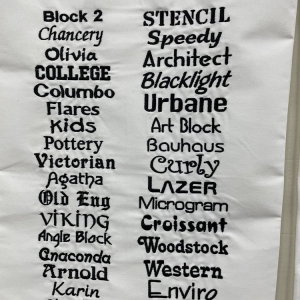 Block 2
Chancery
Olivia
COLLEGE
Columbo
Flares
Kids
Pottery
Victorian
Agatha
Old Eng
VIKING
Angle Block
Anaconda
Arnold
Karin
STENCIL
Speedy
Architect
Blacklight
Urbane
Art Block
Bauhaus
Curly
LAZER
Microgram
Croissant
Woodstock
Western
Enviro